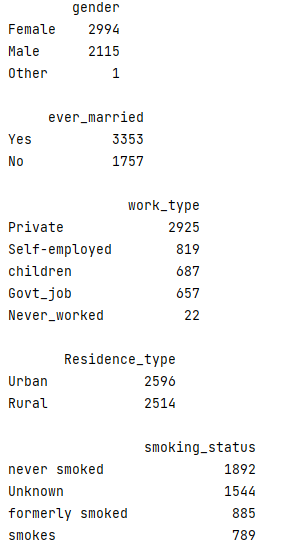 gender
Female 2994
Male 2115
Other 1
ever_married
Yes 3353
No 1757
work_type
Private 2925
Self-employed 819
children 687
Govt_job 657
Never_worked 22
Residence_type
Urban 2596
Rural 2514
smoking_status
never smoked 1892
Unknown 1544
formerly smoked 885
smokes 789